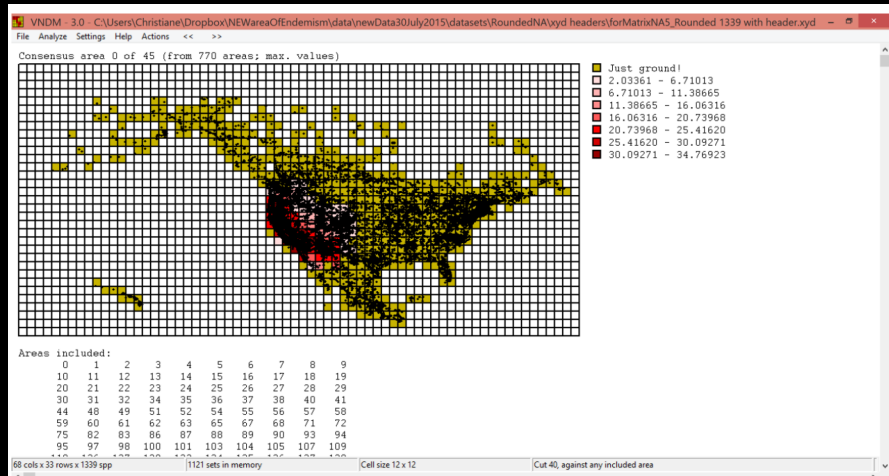 VNDM - 3.0 - C:\Users\Christiane\Dropbox\NEWareaOfEndemism\data\newData30July2015\datasets\RoundedNA\xyd headers\forMatrixNA5_Rounded 1339 with header.xyd
File Analyze Settings Help Actions << >>
Consensus area 0 of 45 (from 770 areas; max. values)
Just ground!
2.03361 - 6.71013
6.71013 - 11.38665
11.38665 - 16.06316
16.06316 - 20.73968
20.73968 - 25.41620
25.41620 - 30.09271
30.09271 - 34.76923
Areas included:
0 1 2 3 4 5 6 7 8 9
10 11 12 13 14 15 16 17 18 19
20 21 22 23 24 25 26 27 28 29
30 31 32 34 35 36 37 38 40 41
44 48 49 51 52 54 55 56 57 58
59 60 61 62 63 65 67 68 71 72
75 82 83 86 87 88 89 90 93 94
95 97 98 100 101 103 104 105 107 109
68 cols x 33 rows x 1339 spp 1121 sets in memory Cell size 12 x 12 Cut 40, against any included area